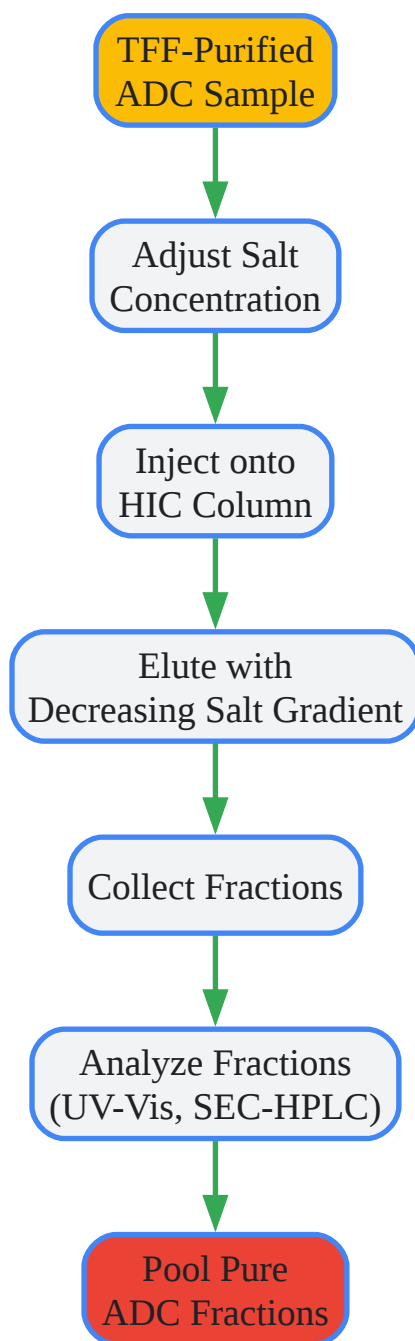 TFF-Purified
ADC Sample
Adjust Salt
Concentration
Inject onto
HIC Column
Elute with
Decreasing Salt Gradient
Collect Fractions
Analyze Fractions
(UV-Vis, SEC-HPLC)
Pool Pure
ADC Fractions